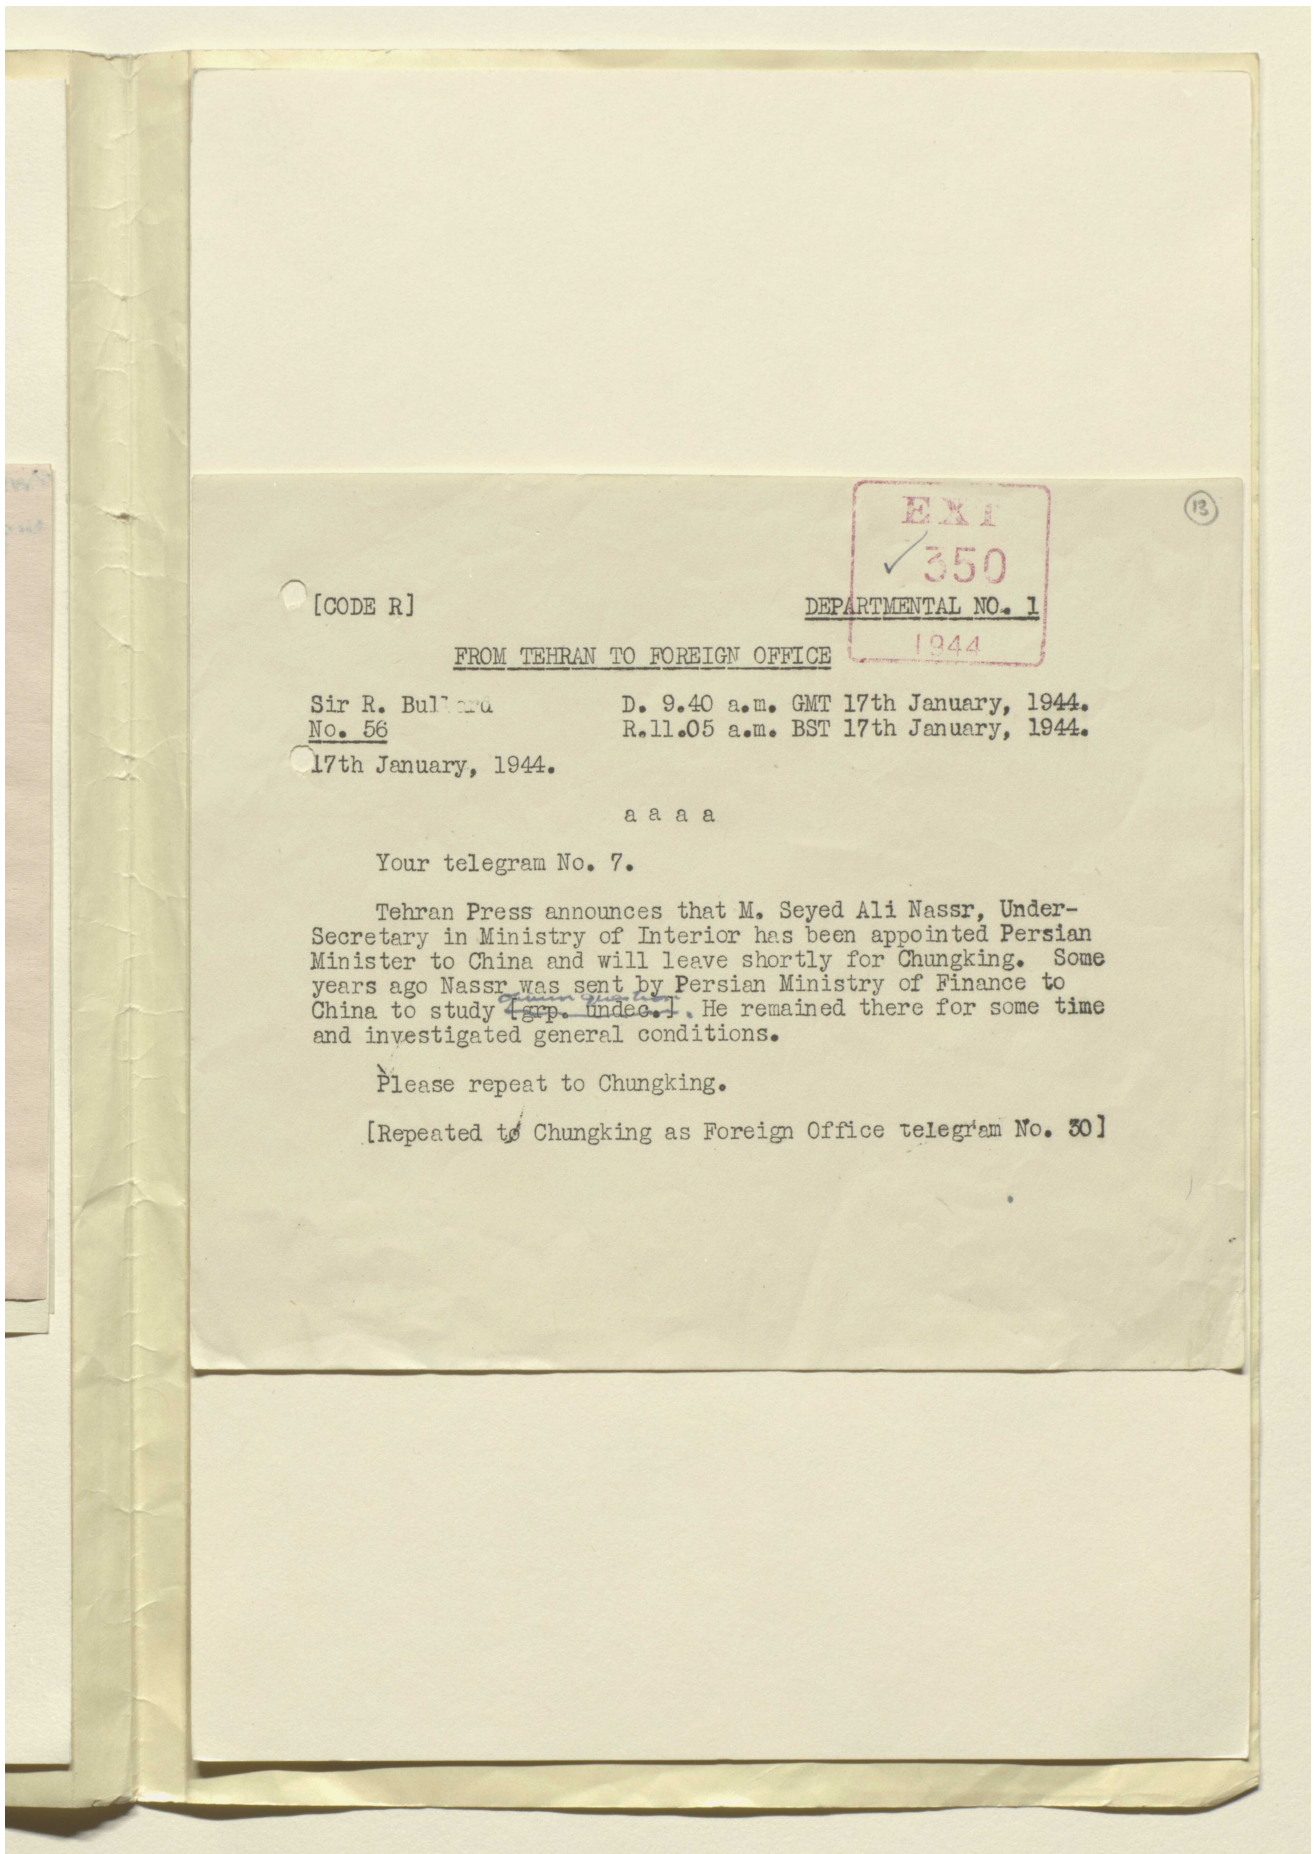 EXT
350
1944
13
[CODE R]
DEPARTMENTAL NO. 1
FROM TEHRAN TO FOREIGN OFFICE
Sir R. Bullard
D. 9.40 a.m. GMT 17th January, 1944.
No. 56
R.11.05 a.m. BST 17th January, 1944.
17th January, 1944.
a a a a
Your telegram No. 7.
Tehran Press announces that M. Seyed Ali Nassr, Under-
Secretary in Ministry of Interior has been appointed Persian
Minister to China and will leave shortly for Chungking. Some
years ago Nassr was sent by Persian Ministry of Finance to
opium question
China to study [grp. undec.]. He remained there for some time
and investigated general conditions.
Please repeat to Chungking.
[Repeated to Chungking as Foreign Office telegram No. 30]